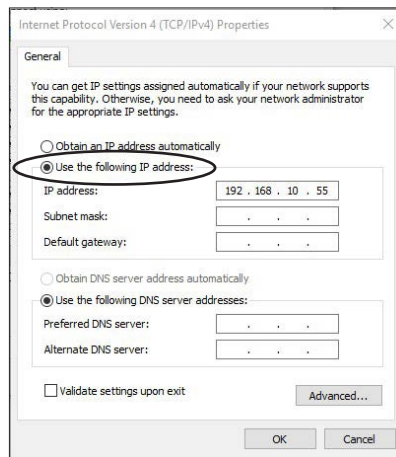 Internet Protocol Version 4 (TCP/IPv4) Properties
General
You can get IP settings assigned automatically if your network supports
this capability. Otherwise, you need to ask your network administrator
for the appropriate IP settings.
Obtain an IP address automatically
Use the following IP address:
IP address: 192 . 168 . 10 . 55
Subnet mask: . . .
Default gateway: . . .
Obtain DNS server address automatically
Use the following DNS server addresses:
Preferred DNS server: . . .
Alternate DNS server: . . .
Validate settings upon exit
Advanced...
OK Cancel